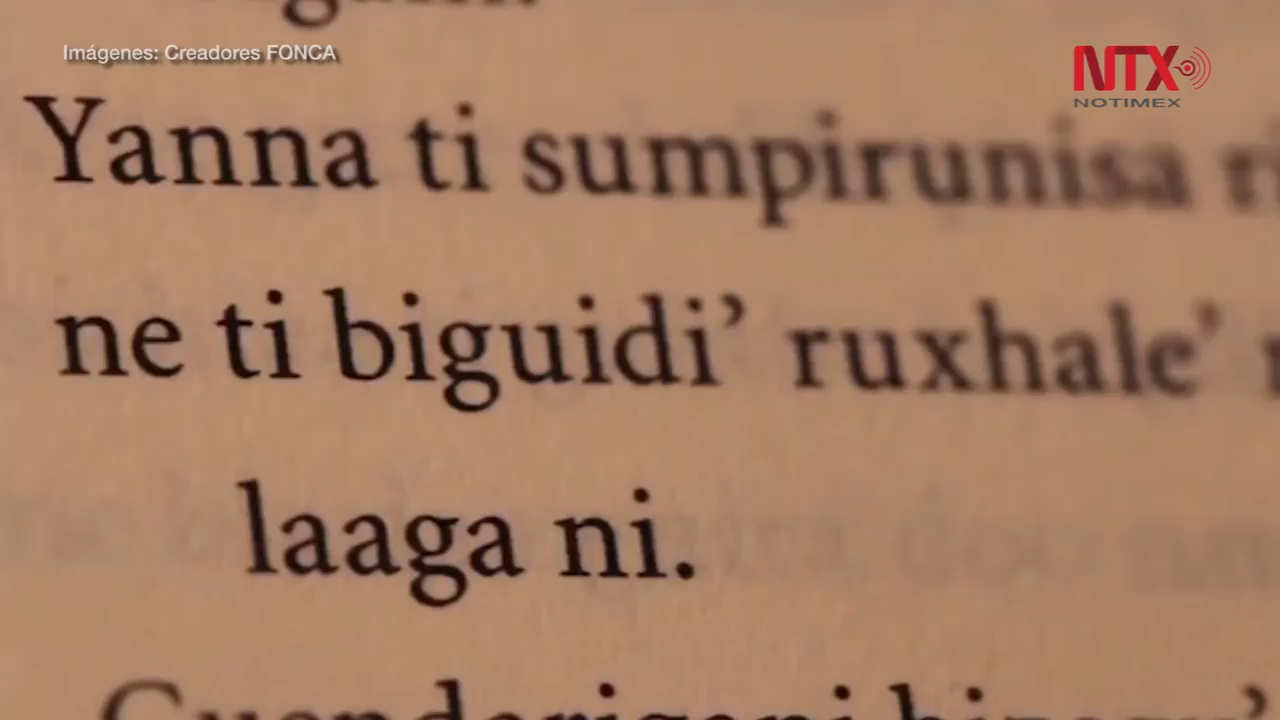 Imágenes: Creadores FONCA
NTX
NOTIMEX
Yanna ti sumpirunisa
ne ti biguidi’ ruxhale’
laaga ni.